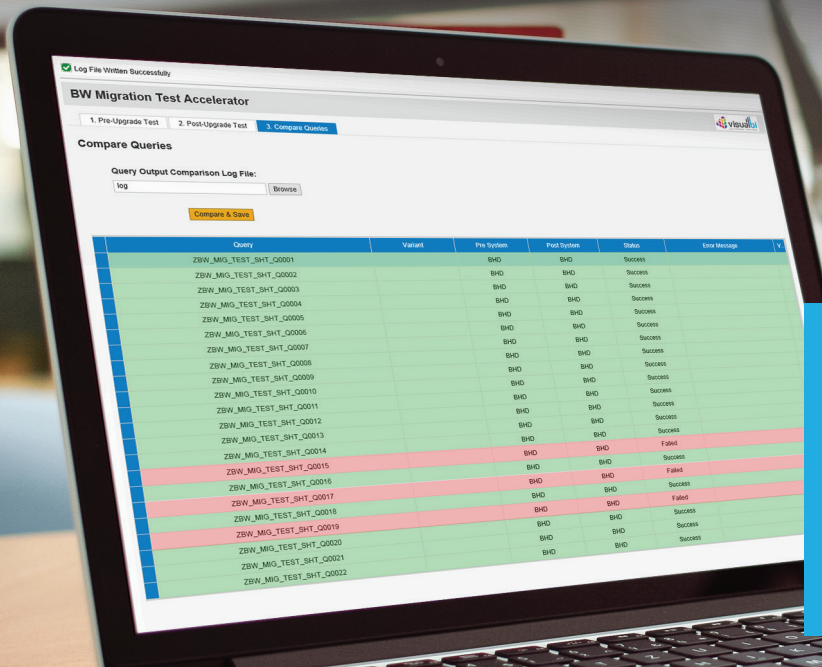 Log File Written Successfully
BW Migration Test Accelerator
visualbi
1. Pre-Upgrade Test 2. Post-Upgrade Test 3. Compare Queries
Compare Queries
Query Output Comparison Log File:
log Browse
Compare & Save
Query Variant Pre System Post System Status Error Message V..
ZBW_MIG_TEST_SHT_Q0001 BHD BHD Success
ZBW_MIG_TEST_SHT_Q0002 BHD BHD Success
ZBW_MIG_TEST_SHT_Q0003 BHD BHD Success
ZBW_MIG_TEST_SHT_Q0004 BHD BHD Success
ZBW_MIG_TEST_SHT_Q0005 BHD BHD Success
ZBW_MIG_TEST_SHT_Q0006 BHD BHD Success
ZBW_MIG_TEST_SHT_Q0007 BHD BHD Success
ZBW_MIG_TEST_SHT_Q0008 BHD BHD Success
ZBW_MIG_TEST_SHT_Q0009 BHD BHD Success
ZBW_MIG_TEST_SHT_Q0010 BHD BHD Success
ZBW_MIG_TEST_SHT_Q0011 BHD BHD Success
ZBW_MIG_TEST_SHT_Q0012 BHD BHD Success
ZBW_MIG_TEST_SHT_Q0013 BHD BHD Success
ZBW_MIG_TEST_SHT_Q0014 BHD BHD Success
ZBW_MIG_TEST_SHT_Q0015 BHD BHD Failed
ZBW_MIG_TEST_SHT_Q0016 BHD BHD Success
ZBW_MIG_TEST_SHT_Q0017 BHD BHD Failed
ZBW_MIG_TEST_SHT_Q0018 BHD BHD Success
ZBW_MIG_TEST_SHT_Q0019 BHD BHD Failed
ZBW_MIG_TEST_SHT_Q0020 BHD BHD Success
ZBW_MIG_TEST_SHT_Q0021 BHD BHD Success
ZBW_MIG_TEST_SHT_Q0022 BHD BHD Success